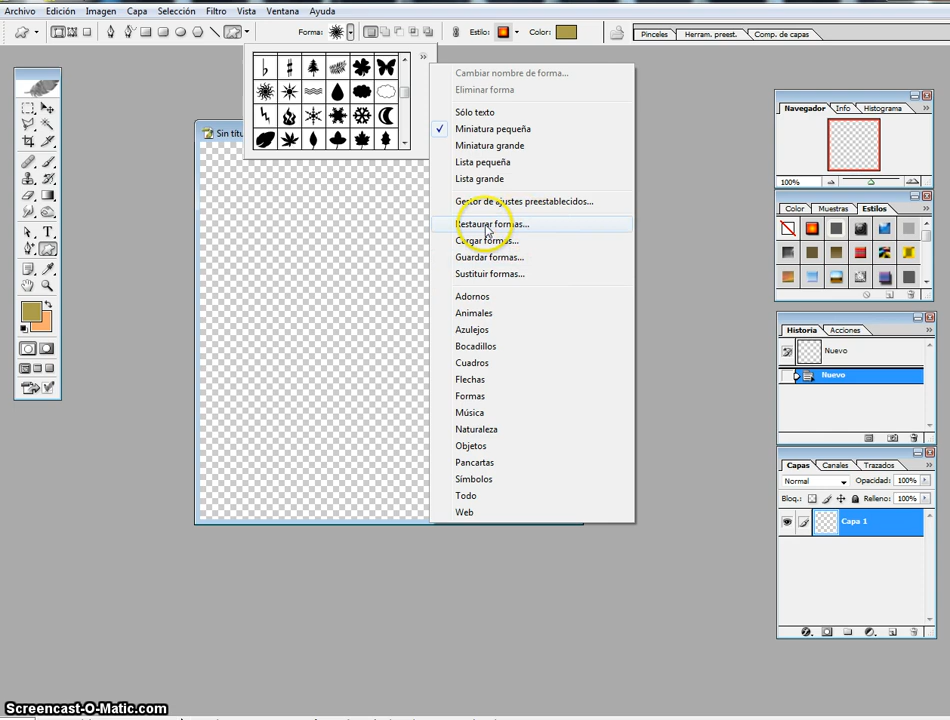 Archivo Edición Imagen Capa Selección Filtro Vista Ventana Ayuda
Forma: Estilo: Color: Pinceles Herram. preest. Comp. de capas
Sin títu
Cambiar nombre de forma...
Eliminar forma
Sólo texto
Miniatura pequeña
Miniatura grande
Lista pequeña
Lista grande
Gestor de ajustes preestablecidos...
Restaurar formas...
Cargar formas...
Guardar formas...
Sustituir formas...
Adornos
Animales
Azulejos
Bocadillos
Cuadros
Flechas
Formas
Música
Naturaleza
Objetos
Pancartas
Símbolos
Todo
Web
Navegador Info Histograma
100%
Color Muestras Estilos
Historia Acciones
Nuevo
Nuevo
Capas Canales Trazados
Normal Opacidad: 100%
Bloq.: Relleno: 100%
Capa 1
Screencast-O-Matic.com